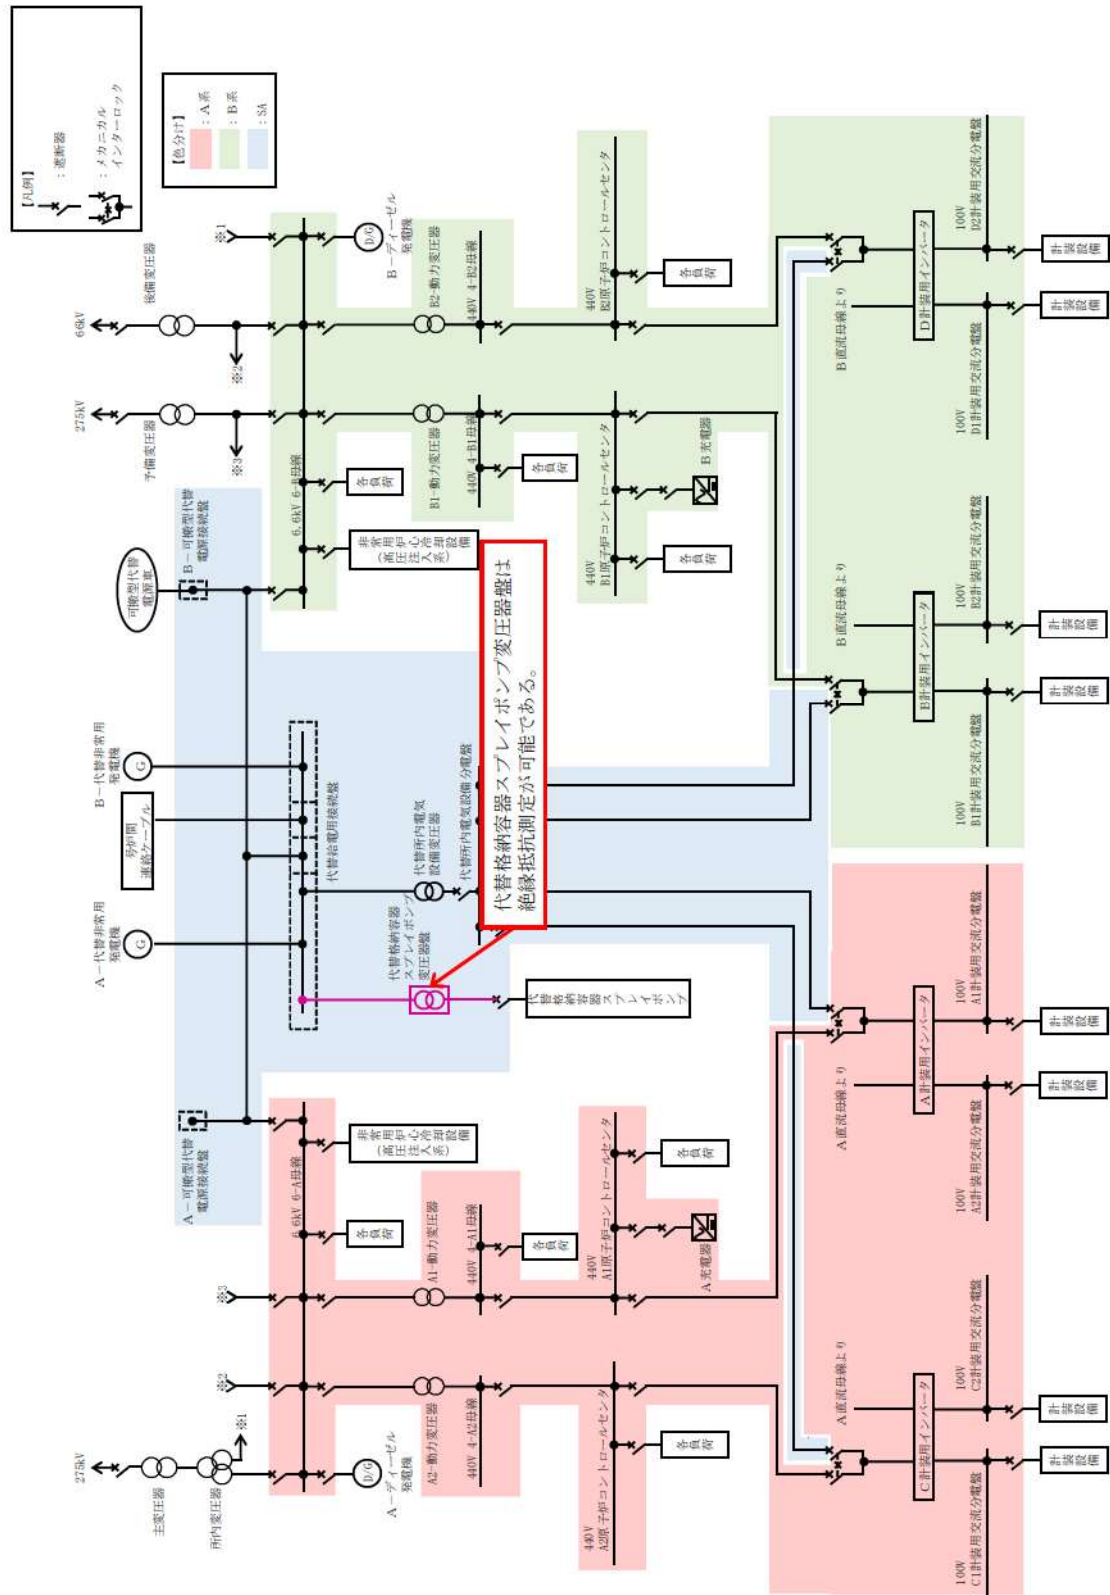 【凡例】
：遮断器
：メカニカル
インターロック
【色分け】
：A系
：B系
：SA
66kV
後備変圧器
※2
※1
275kV
予備変圧器
※3
可搬型代替
電源車
B－可搬型代替
電源接続盤
6.6kV 6-B母線
D/G
B－ディーゼル
発電機
各負荷
非常用炉心冷却設備
（高圧注入系）
B2-動力変圧器
440V 4-B2母線
B1-動力変圧器
440V 4-B1母線
各負荷
440V
B2原子炉コントロールセンタ
各負荷
440V
B1原子炉コントロールセンタ
各負荷
B充電器
B－代替非常用
発電機
G
号炉間
連絡ケーブル
A－代替非常用
発電機
G
代替給電用接続盤
代替所内電気
設備変圧器
代替所内電気設備分電盤
代替格納容器
スプレイポンプ
変圧器盤
代替格納容器スプレイポンプ
代替格納容器スプレイポンプ変圧器盤は
絶縁抵抗測定が可能である。
A－可搬型代替
電源接続盤
275kV
主変圧器
所内変圧器
※1
※2
※3
6.6kV 6-A母線
D/G
A－ディーゼル
発電機
各負荷
非常用炉心冷却設備
（高圧注入系）
A1-動力変圧器
440V 4-A1母線
各負荷
A2-動力変圧器
440V 4-A2母線
440V
A1原子炉コントロールセンタ
各負荷
A充電器
440V
A2原子炉コントロールセンタ
各負荷
B直流母線より
D計装用インバータ
100V
D2計装用交流分電盤
計装設備
100V
D1計装用交流分電盤
計装設備
B直流母線より
B計装用インバータ
100V
B2計装用交流分電盤
計装設備
100V
B1計装用交流分電盤
計装設備
A直流母線より
A計装用インバータ
100V
A1計装用交流分電盤
計装設備
100V
A2計装用交流分電盤
計装設備
A直流母線より
C計装用インバータ
100V
C2計装用交流分電盤
計装設備
100V
C1計装用交流分電盤
計装設備